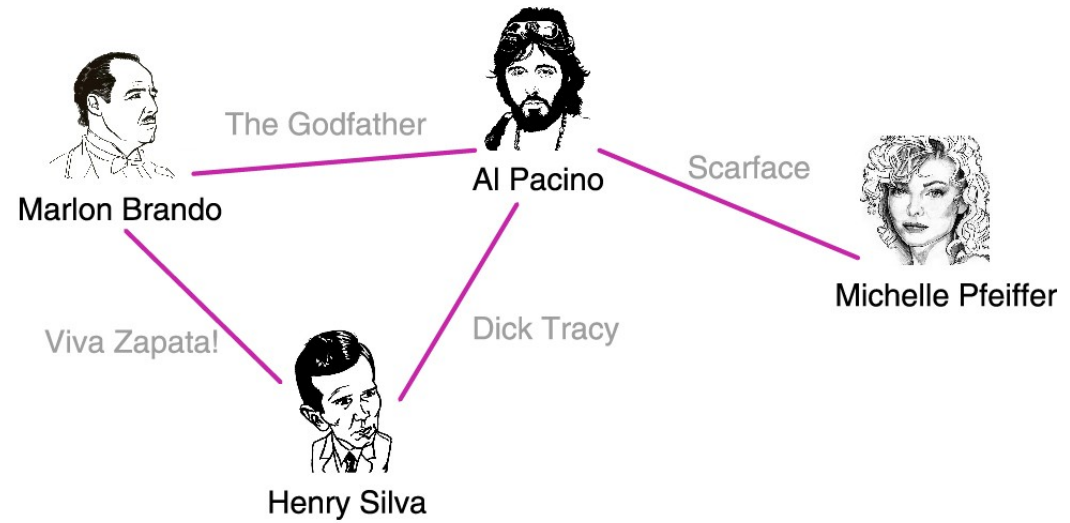 The Godfather
Al Pacino
Scarface
Marlon Brando
Michelle Pfeiffer
Viva Zapata!
Dick Tracy
Henry Silva